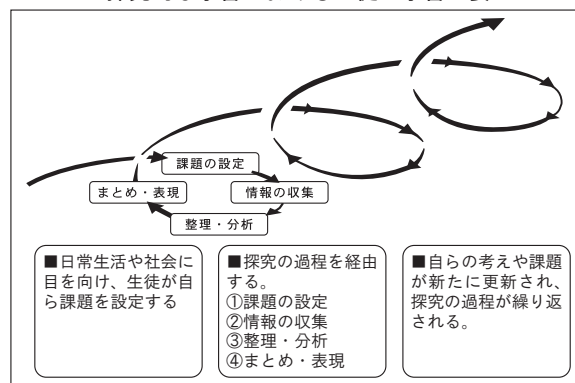 課題の設定
まとめ・表現
情報の収集
整理・分析
■日常生活や社会に
目を向け、生徒が自
ら課題を設定する
■探究の過程を経由
する。
①課題の設定
②情報の収集
③整理・分析
④まとめ・表現
■自らの考えや課題
が新たに更新され、
探究の過程が繰り返
される。